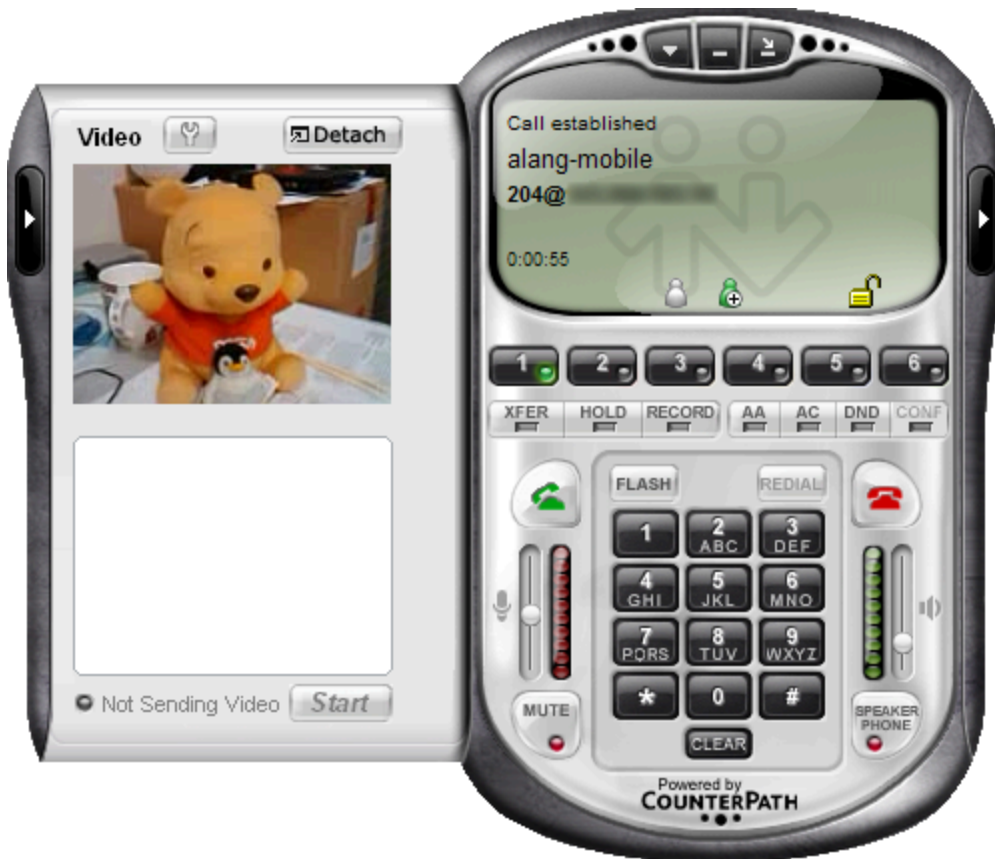 Video
Detach
Not Sending Video
Start
Call established
alang-mobile
204@
0:00:55
1 2 3 4 5 6
XFER HOLD RECORD AA AC DND CONF
FLASH REDIAL
1
2 ABC
3 DEF
4 GHI
5 JKL
6 MNO
7 PQRS
8 TUV
9 WXYZ
*
0
#
MUTE
CLEAR
SPEAKER
PHONE
Powered by
COUNTERPATH